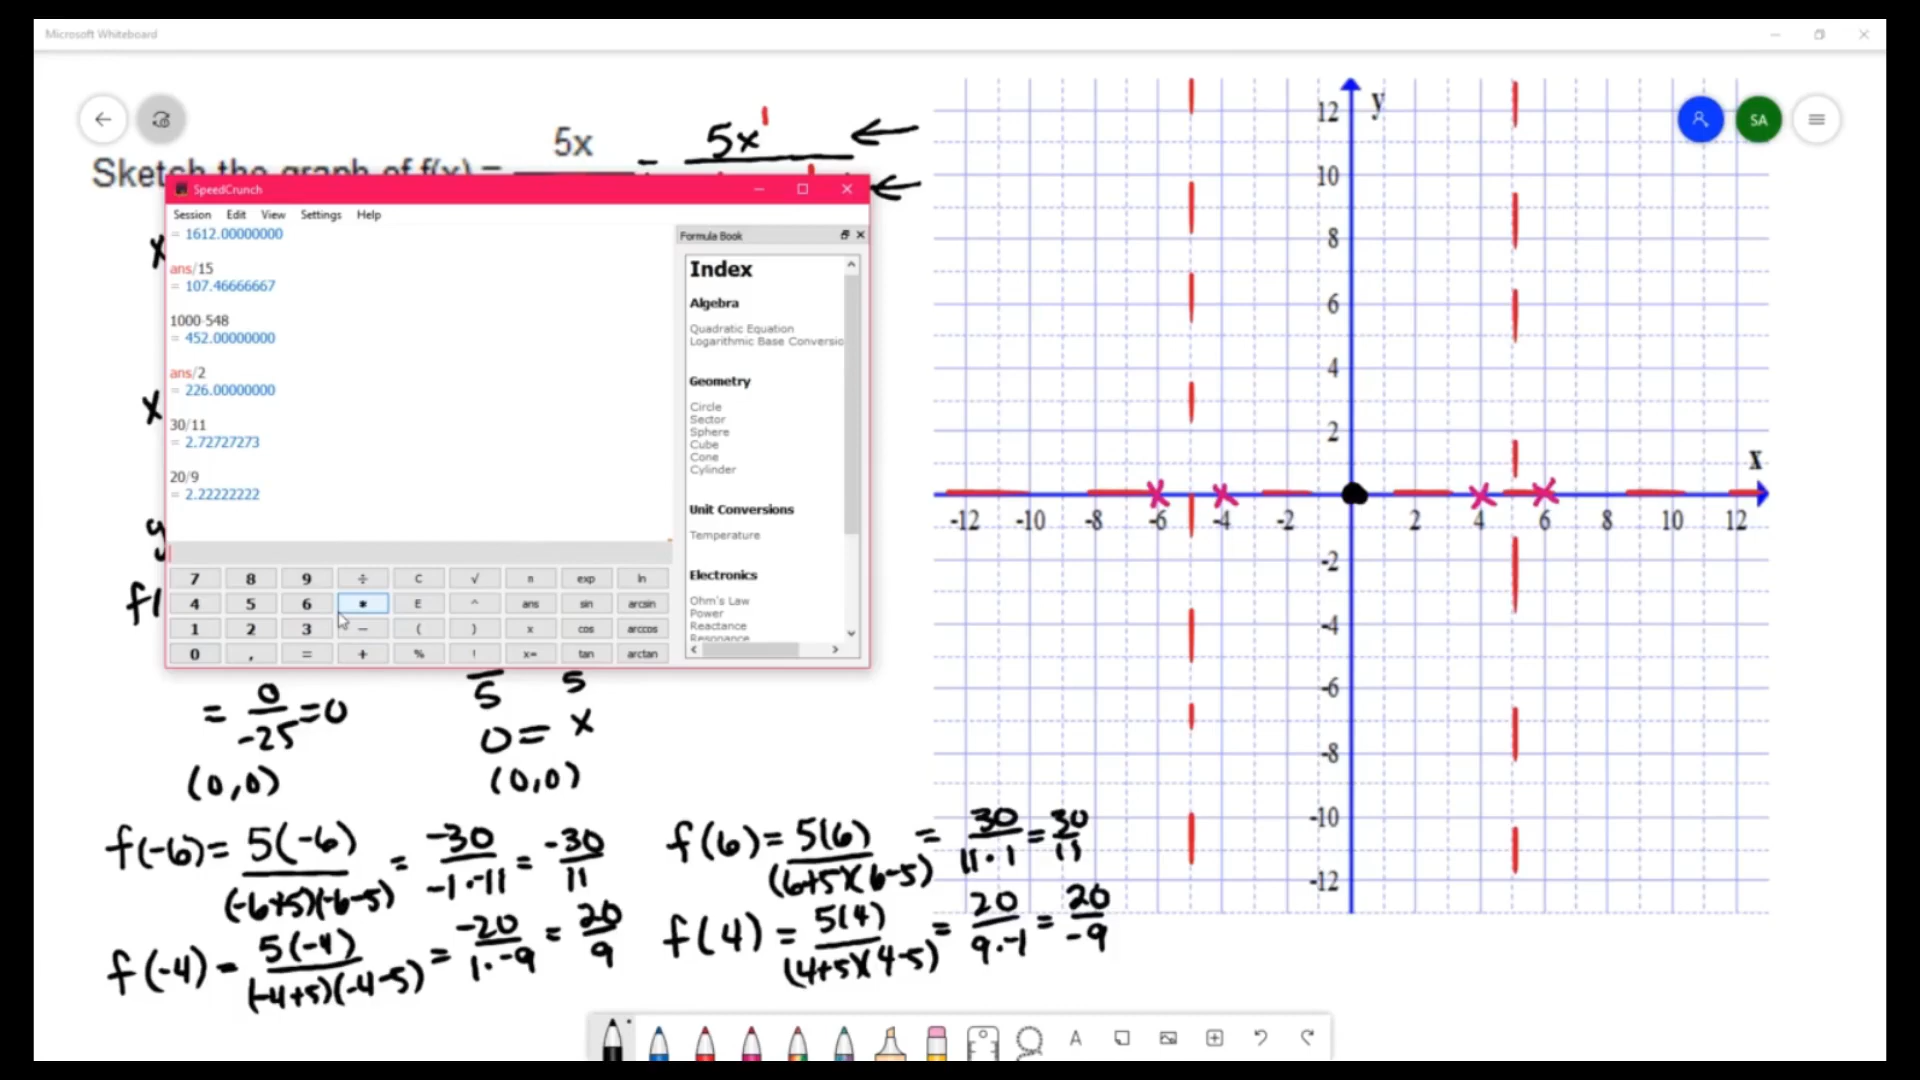 Microsoft Whiteboard
SA
5x
Sketch the graph of f(x) = = 5x¹
SpeedCrunch
Session Edit View Settings Help
= 1612.00000000
ans/15
= 107.46666667
1000-548
= 452.00000000
ans/2
= 226.00000000
30/11
= 2.72727273
20/9
= 2.22222222
7 8 9 ÷ C √ π exp ln
4 5 6 * E ^ ans sin arcsin
1 2 3 − ( ) x cos arccos
0 , = + % ! x= tan arctan
Formula Book
Index
Algebra
Quadratic Equation
Logarithmic Base Conversio
Geometry
Circle
Sector
Sphere
Cube
Cone
Cylinder
Unit Conversions
Temperature
Electronics
Ohm's Law
Power
Reactance
Resonance
x
x
y
f(
= 0/-25 = 0
(0,0)
5 5
0 = x
(0,0)
f(-6) = 5(-6)/(-6+5)(-6-5) = -30/-1·-11 = -30/11
f(-4) = 5(-4)/(-4+5)(-4-5) = -20/1·-9 = 20/9
f(6) = 5(6)/(6+5)(6-5) = 30/11·1 = 30/11
f(4) = 5(4)/(4+5)(4-5) = 20/9·-1 = 20/-9
y
12
10
8
6
4
2
x
-12 -10 -8 -6 -4 -2 2 4 6 8 10 12
-2
-4
-6
-8
-10
-12
A